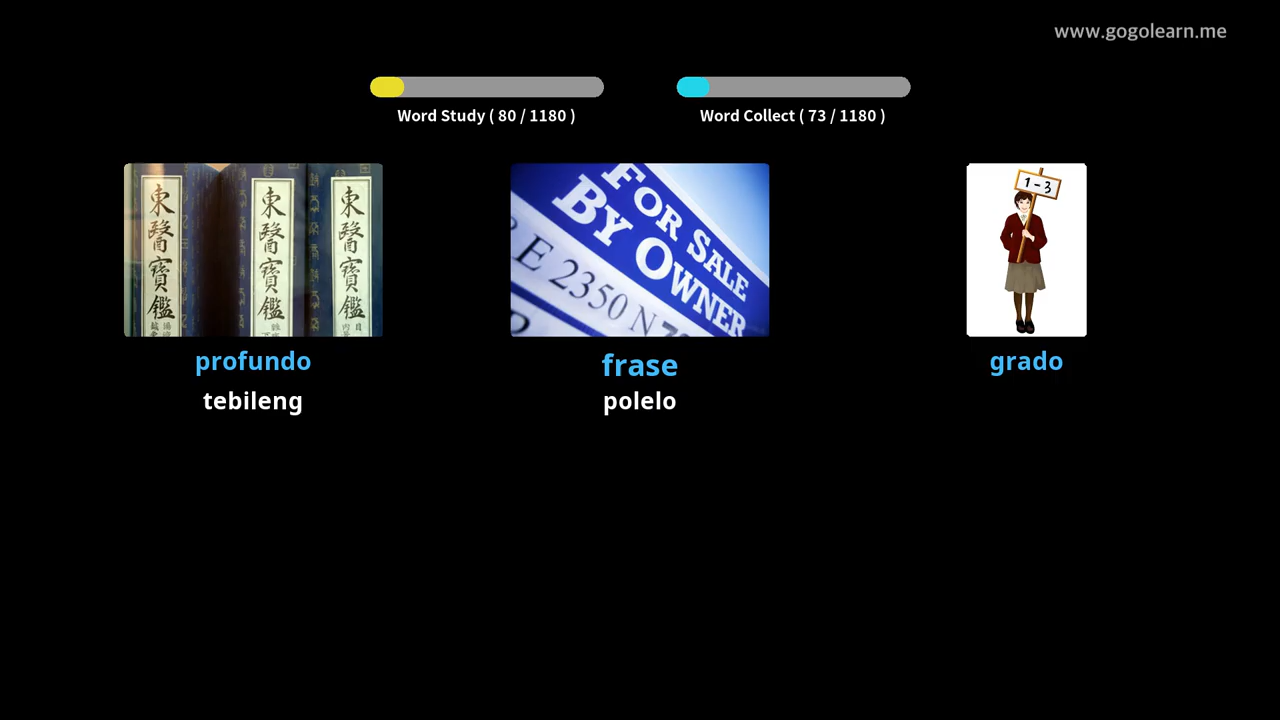 www.gogolearn.me
Word Study ( 80 / 1180 )
Word Collect ( 73 / 1180 )
東醫寶鑑
東醫寶鑑
東醫寶鑑
FOR SALE
BY OWNER
E 2350 N
1-3
profundo
frase
grado
tebileng
polelo